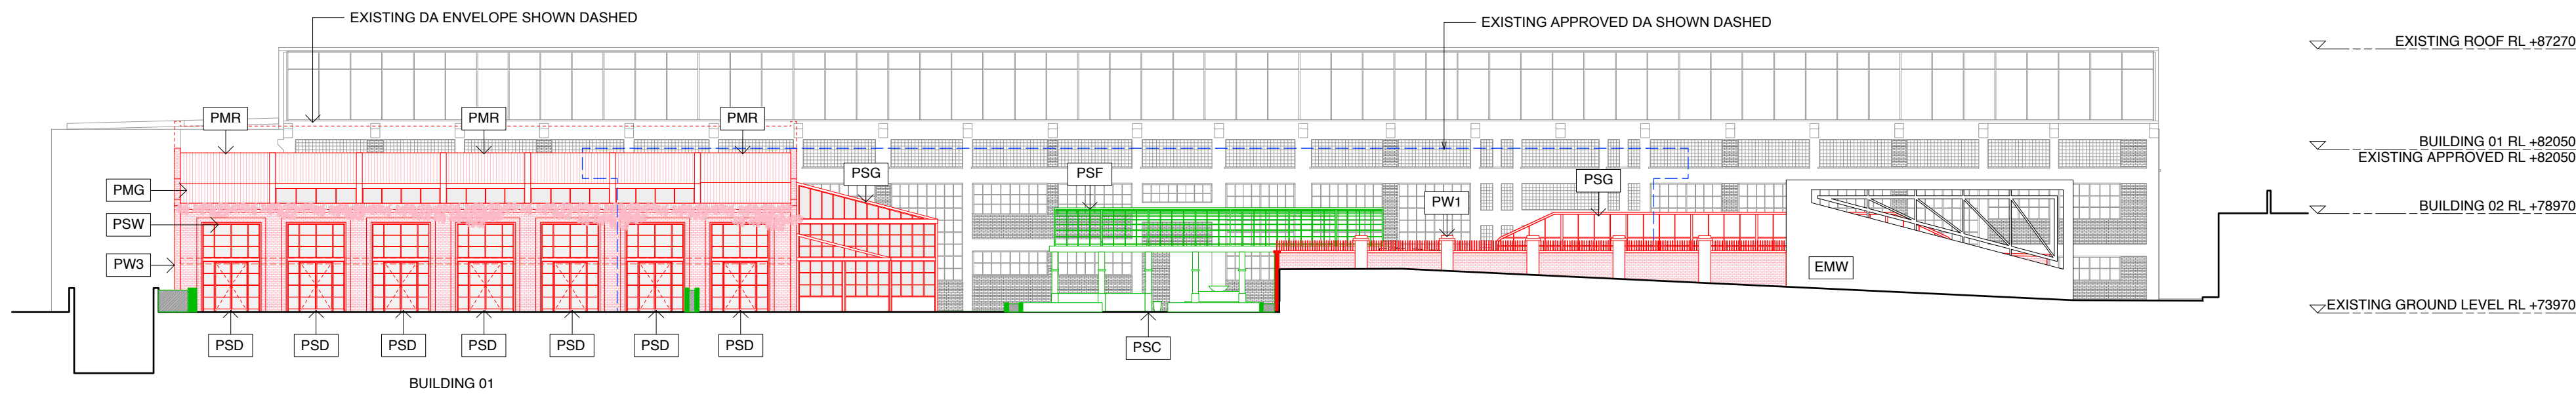 EXISTING DA ENVELOPE SHOWN DASHED
EXISTING APPROVED DA SHOWN DASHED
EXISTING ROOF RL +87270
PMR
PMR
PMR
BUILDING 01 RL +82050
EXISTING APPROVED RL +82050
PSG
PSF
PSG
PMG
PW1
BUILDING 02 RL +78970
PSW
PW3
EMW
EXISTING GROUND LEVEL RL +73970
PSD
PSD
PSD
PSD
PSD
PSD
PSD
PSC
BUILDING 01